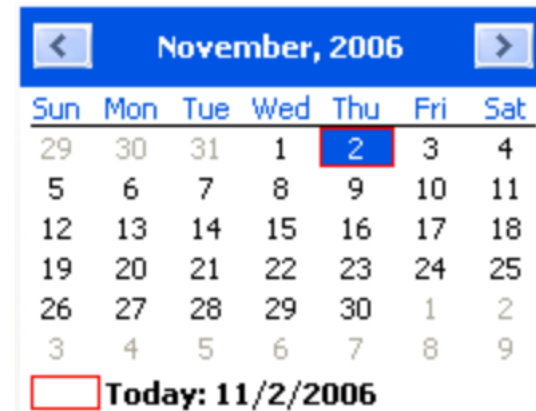 November, 2006
Sun Mon Tue Wed Thu Fri Sat
29 30 31 1 2 3 4
5 6 7 8 9 10 11
12 13 14 15 16 17 18
19 20 21 22 23 24 25
26 27 28 29 30 1 2
3 4 5 6 7 8 9
Today: 11/2/2006